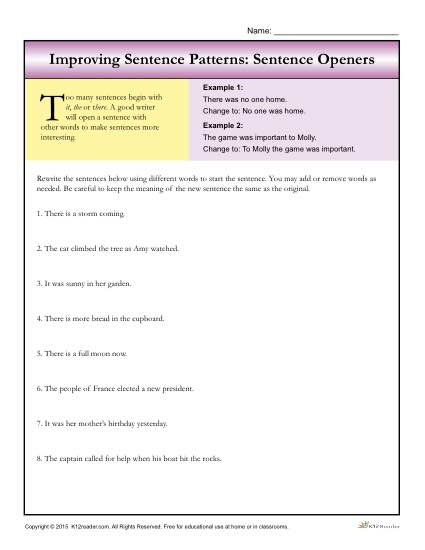 Name: ____________________
Improving Sentence Patterns: Sentence Openers
Too many sentences begin with
it, the or there. A good writer
will open a sentence with
other words to make sentences more
interesting.
Example 1:
There was no one home.
Change to: No one was home.
Example 2:
The game was important to Molly.
Change to: To Molly the game was important.
Rewrite the sentences below using different words to start the sentence. You may add or remove words as
needed. Be careful to keep the meaning of the new sentence the same as the original.
1. There is a storm coming.
2. The cat climbed the tree as Amy watched.
3. It was sunny in her garden.
4. There is more bread in the cupboard.
5. There is a full moon now.
6. The people of France elected a new president.
7. It was her mother's birthday yesterday.
8. The captain called for help when his boat hit the rocks.
Copyright © 2015 K12reader.com. All Rights Reserved. Free for educational use at home or in classrooms.
K12Reader